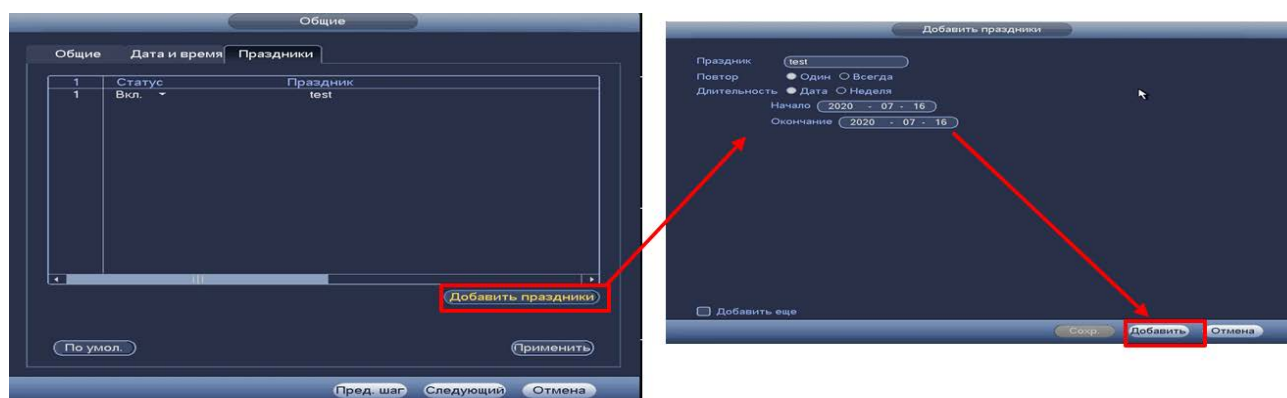 Общие
Общие Дата и время Праздники
1 Статус Праздник
1 Вкл. test
Добавить праздники
По умол. Применить
Пред. шаг Следующий Отмена
Добавить праздники
Праздник test
Повтор Один Всегда
Длительность Дата Неделя
Начало 2020 - 07 - 16
Окончание 2020 - 07 - 16
Добавить еще
Сохр. Добавить Отмена